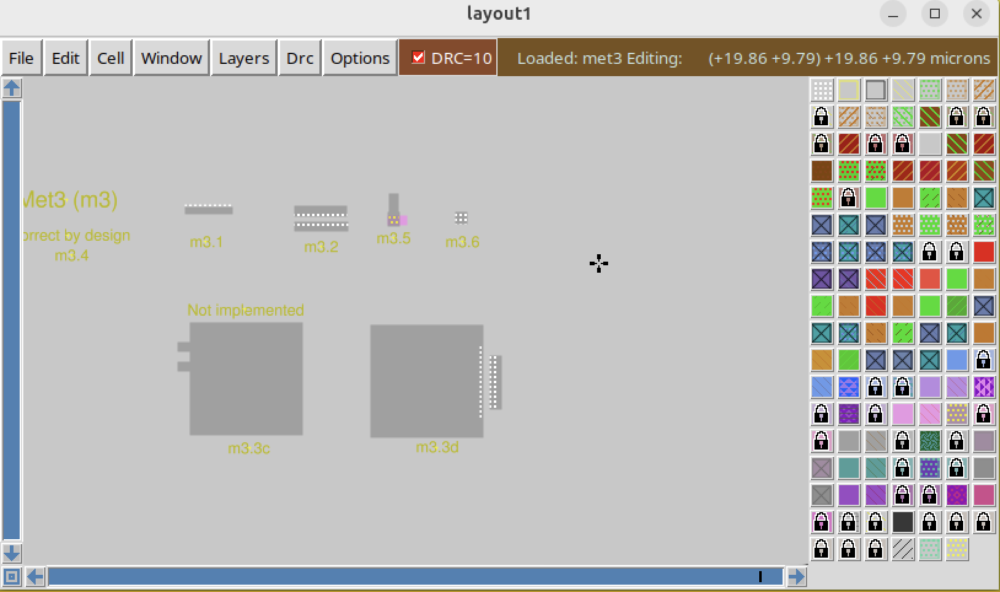 layout1
File Edit Cell Window Layers Drc Options DRC=10 Loaded: met3 Editing: (+19.86 +9.79) +19.86 +9.79 microns
Met3 (m3)
orrect by design
m3.4
m3.1
m3.2
m3.5
m3.6
Not implemented
m3.3c
m3.3d